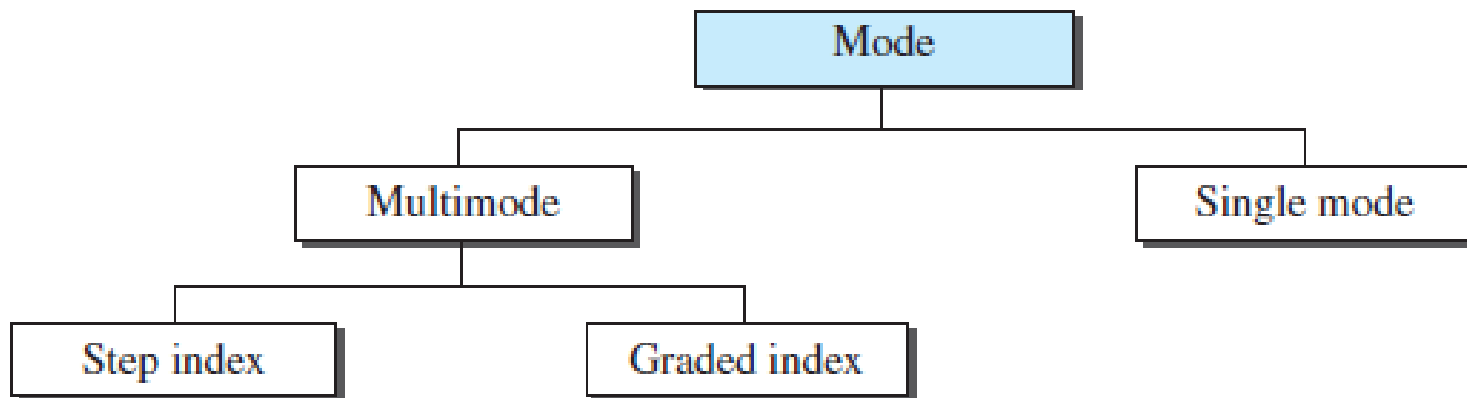 Mode
Multimode
Single mode
Step index
Graded index